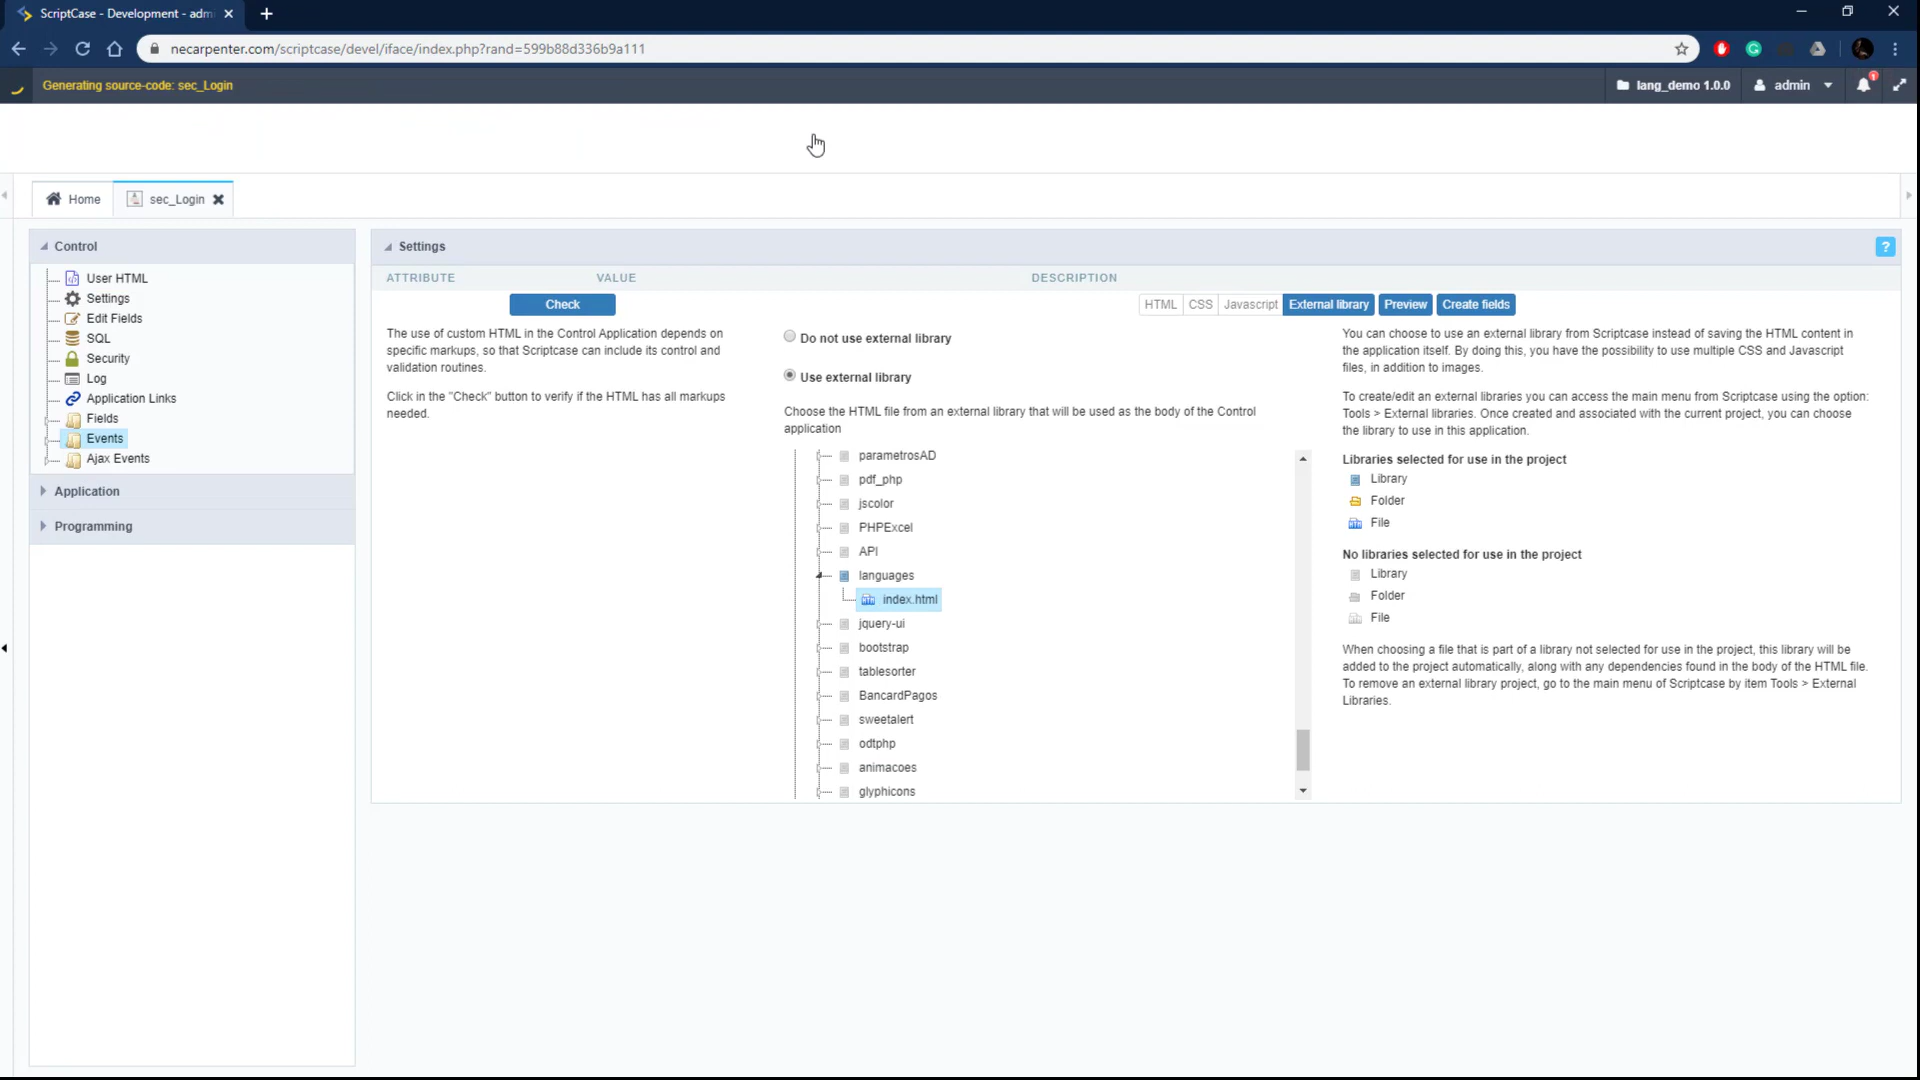 ScriptCase - Development - adm
necarpenter.com/scriptcase/devel/iface/index.php?rand=599b88d336b9a111
Generating source-code: sec_Login
lang_demo 1.0.0
admin
1
Home
sec_Login
Control
User HTML
Settings
Edit Fields
SQL
Security
Log
Application Links
Fields
Events
Ajax Events
Application
Programming
Settings
?
ATTRIBUTE VALUE DESCRIPTION
Check
HTML CSS Javascript External library Preview Create fields
The use of custom HTML in the Control Application depends on
specific markups, so that Scriptcase can include its control and
validation routines.
Click in the "Check" button to verify if the HTML has all markups
needed.
Do not use external library
Use external library
Choose the HTML file from an external library that will be used as the body of the Control
application
parametrosAD
pdf_php
jscolor
PHPExcel
API
languages
index.html
jquery-ui
bootstrap
tablesorter
BancardPagos
sweetalert
odtphp
animacoes
glyphicons
You can choose to use an external library from Scriptcase instead of saving the HTML content in
the application itself. By doing this, you have the possibility to use multiple CSS and Javascript
files, in addition to images.
To create/edit an external libraries you can access the main menu from Scriptcase using the option:
Tools > External libraries. Once created and associated with the current project, you can choose
the library to use in this application.
Libraries selected for use in the project
Library
Folder
File
No libraries selected for use in the project
Library
Folder
File
When choosing a file that is part of a library not selected for use in the project, this library will be
added to the project automatically, along with any dependencies found in the body of the HTML file.
To remove an external library project, go to the main menu of Scriptcase by item Tools > External
Libraries.